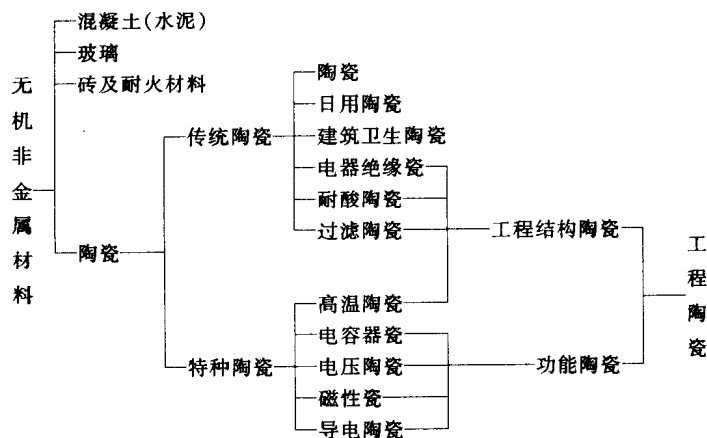 无机非金属材料
混凝土(水泥)
玻璃
砖及耐火材料
陶瓷
传统陶瓷
特种陶瓷
陶瓷
日用陶瓷
建筑卫生陶瓷
电器绝缘瓷
耐酸陶瓷
过滤陶瓷
高温陶瓷
电容器瓷
电压陶瓷
磁性瓷
导电陶瓷
工程结构陶瓷
功能陶瓷
工程陶瓷